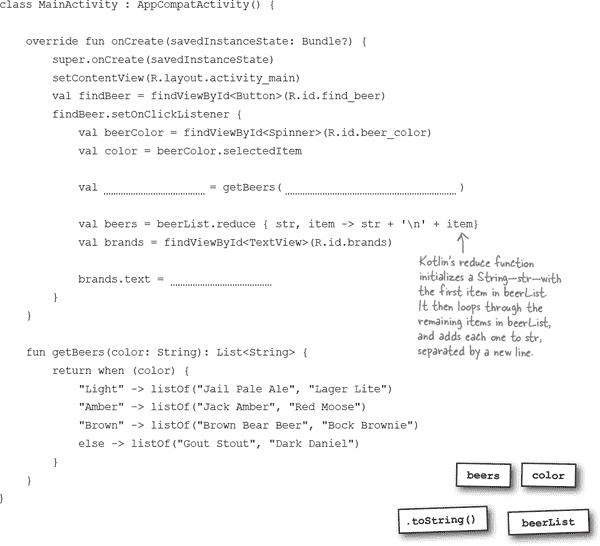 class MainActivity : AppCompatActivity() {
override fun onCreate(savedInstanceState: Bundle?) {
super.onCreate(savedInstanceState)
setContentView(R.layout.activity_main)
val findBeer = findViewById<Button>(R.id.find_beer)
findBeer.setOnClickListener {
val beerColor = findViewById<Spinner>(R.id.beer_color)
val color = beerColor.selectedItem
val = getBeers( )
val beers = beerList.reduce { str, item -> str + '\n' + item}
val brands = findViewById<TextView>(R.id.brands)
Kotlin's reduce function
initializes a String—str—with
the first item in beerList.
It then loops through the
remaining items in beerList,
and adds each one to str,
separated by a new line.
brands.text =
}
}
fun getBeers(color: String): List<String> {
return when (color) {
"Light" -> listOf("Jail Pale Ale", "Lager Lite")
"Amber" -> listOf("Jack Amber", "Red Moose")
"Brown" -> listOf("Brown Bear Beer", "Bock Brownie")
else -> listOf("Gout Stout", "Dark Daniel")
}
}
}
beers
color
.toString()
beerList